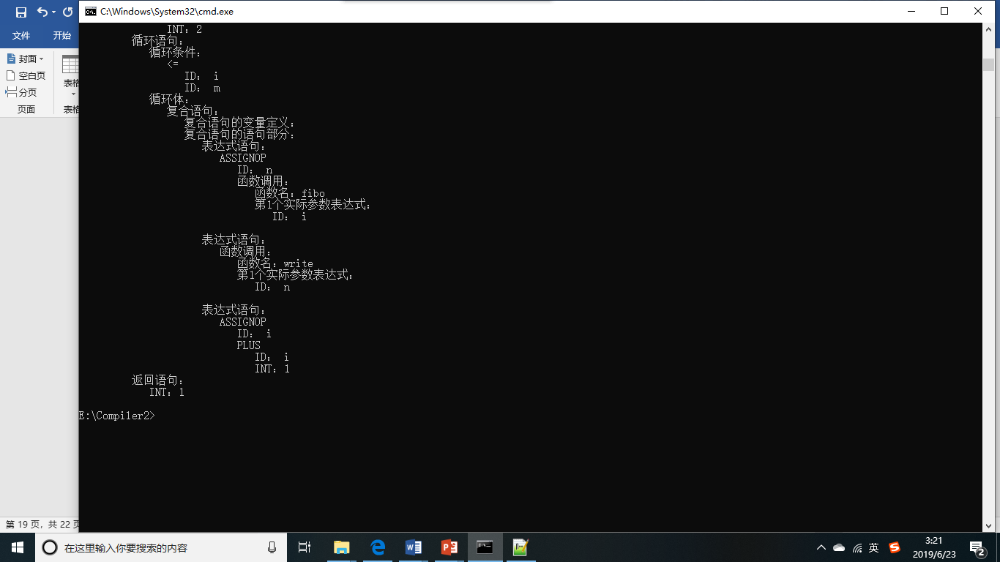 C:\Windows\System32\cmd.exe
文件
开始
封面
空白页
分页
页面
表格
表格
INT：2
循环语句：
循环条件：
<=
ID： i
ID： m
循环体：
复合语句：
复合语句的变量定义：
复合语句的语句部分：
表达式语句：
ASSIGNOP
ID： n
函数调用：
函数名：fibo
第1个实际参数表达式：
ID： i
表达式语句：
函数调用：
函数名：write
第1个实际参数表达式：
ID： n
表达式语句：
ASSIGNOP
ID： i
PLUS
ID： i
INT：1
返回语句：
INT：1
E:\Compiler2>
第 19 页，共 22 页
在这里输入你要搜索的内容
英
3:21
2019/6/23
2